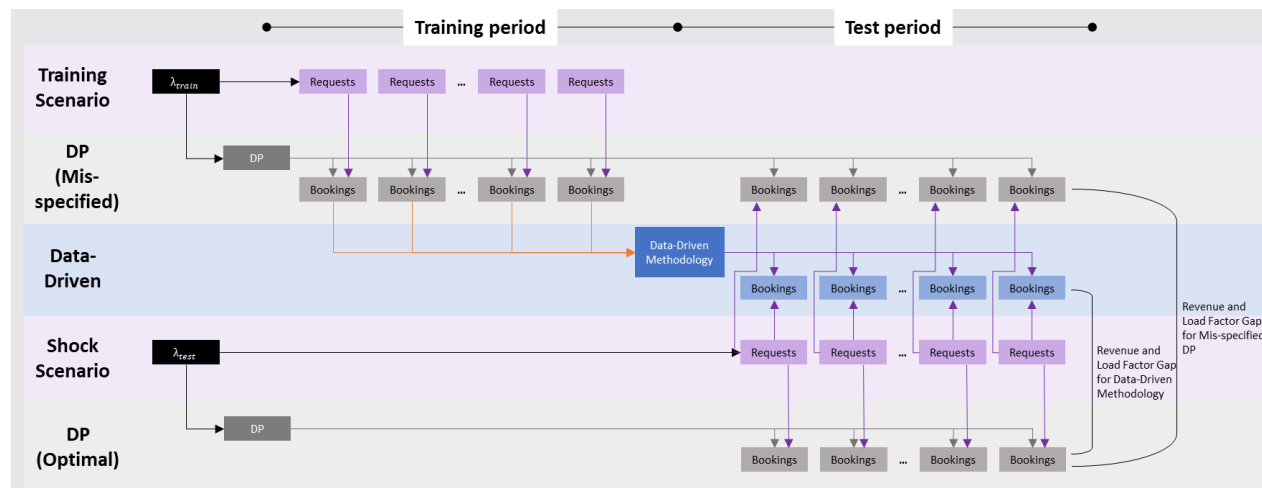 Training period
Test period
Training
Scenario
λtrain
Requests
Requests
...
Requests
Requests
DP
(Mis-
specified)
DP
Bookings
Bookings
...
Bookings
Bookings
Bookings
Bookings
...
Bookings
Bookings
Data-
Driven
Data-Driven
Methodology
Bookings
Bookings
...
Bookings
Bookings
Revenue and
Load Factor Gap
for Mis-specified
DP
Shock
Scenario
λtest
Requests
Requests
...
Requests
Requests
Revenue and
Load Factor Gap
for Data-Driven
Methodology
DP
(Optimal)
DP
Bookings
Bookings
...
Bookings
Bookings